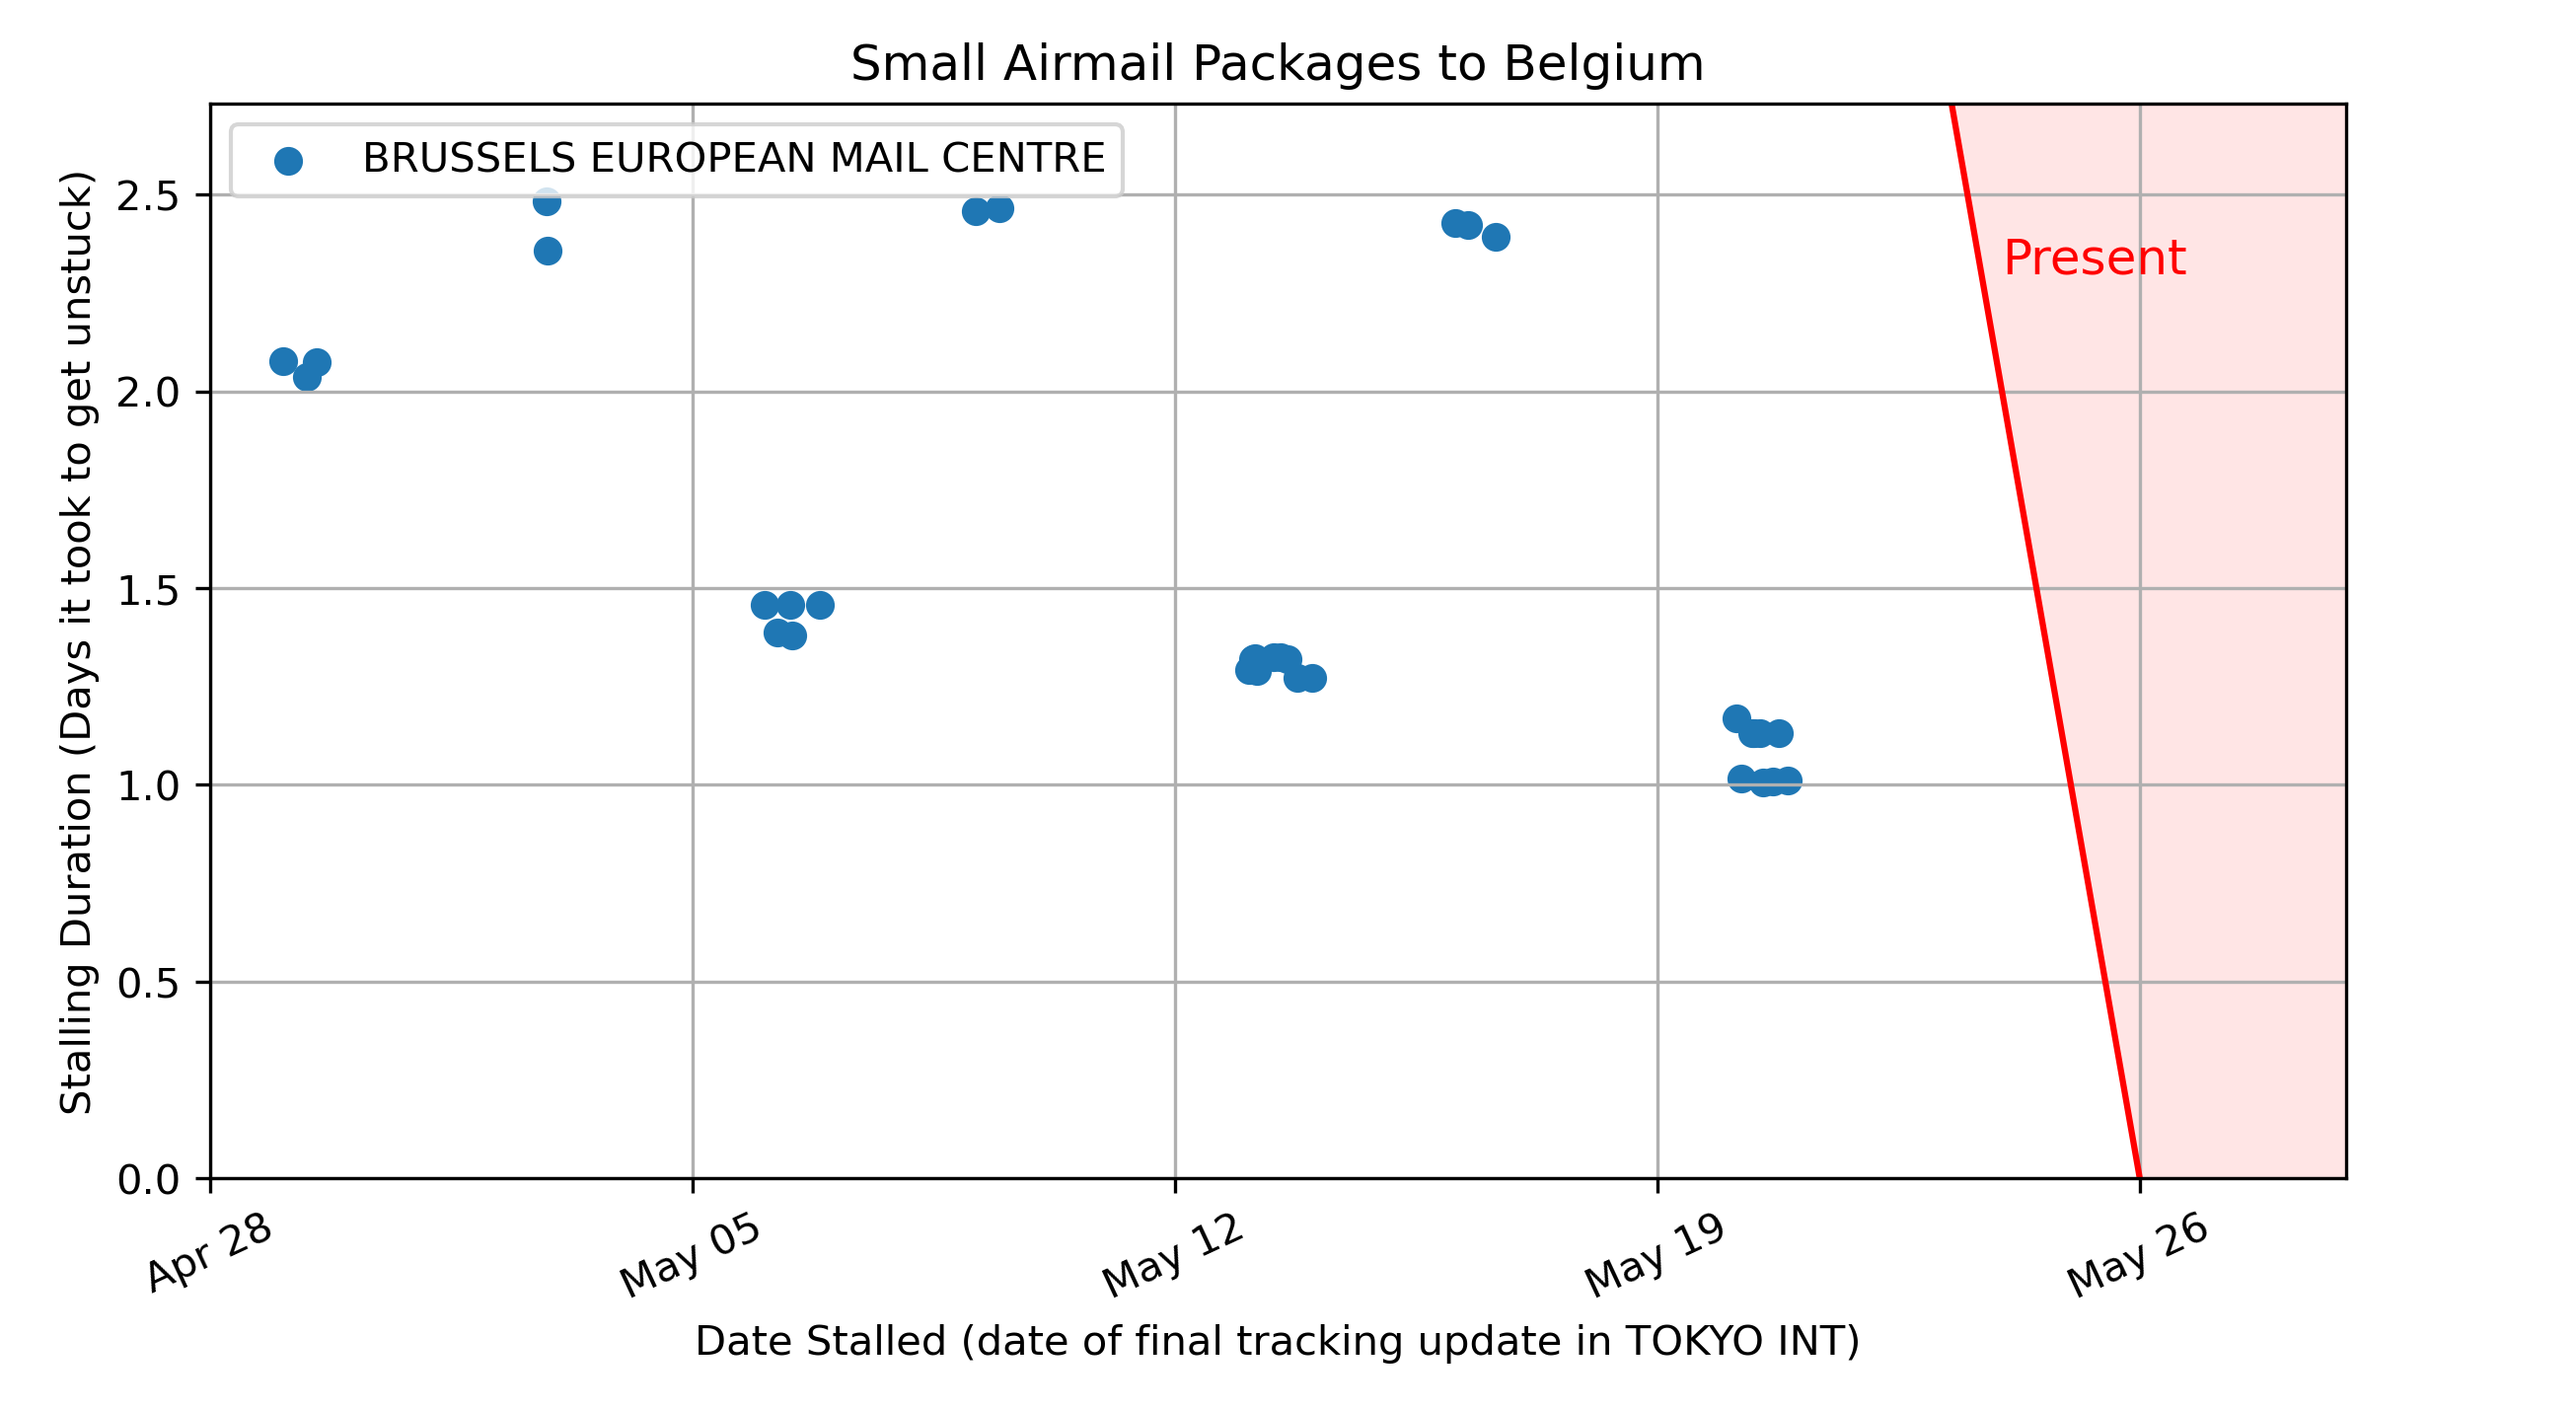 Small Airmail Packages to Belgium
BRUSSELS EUROPEAN MAIL CENTRE
Present
Stalling Duration (Days it took to get unstuck)
2.5
2.0
1.5
1.0
0.5
0.0
Apr 28
May 05
May 12
May 19
May 26
Date Stalled (date of final tracking update in TOKYO INT)